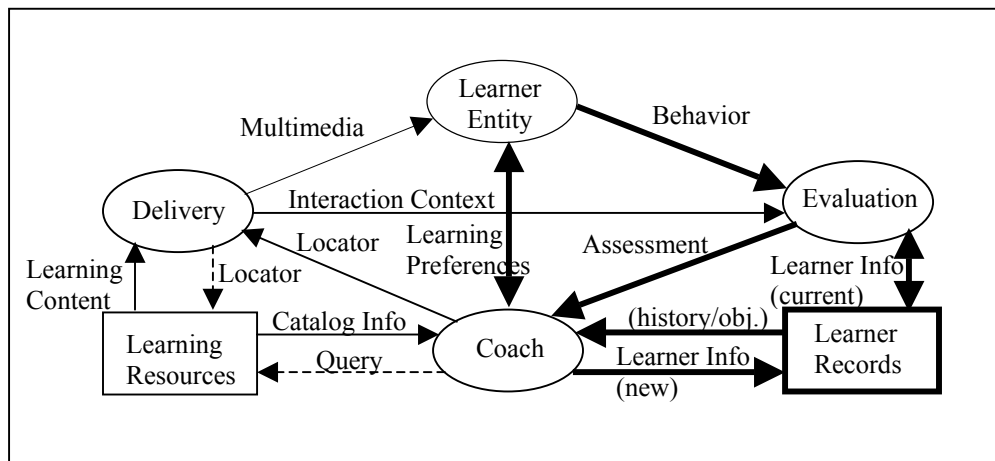 Learner
Entity
Multimedia
Behavior
Delivery
Interaction Context
Evaluation
Locator
Learning
Preferences
Assessment
Learning
Content
Locator
Learner Info
(current)
Learning
Resources
Catalog Info
Query
Coach
(history/obj.)
Learner Info
(new)
Learner
Records